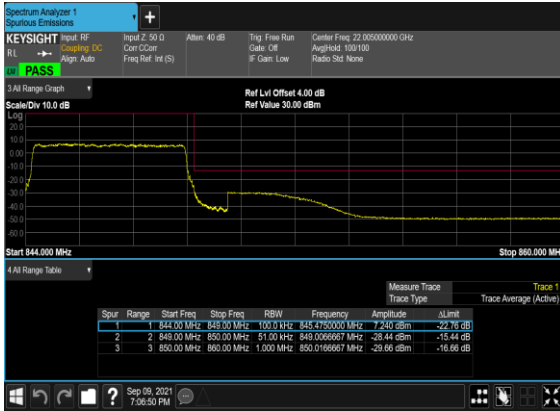 Spectrum Analyzer 1
Spurious Emissions
+
KEYSIGHT Input: RF Input Z: 50 Ω Atten: 40 dB Trig: Free Run Center Freq: 22.005000000 GHz
RL Coupling: DC Corr CCorr Gate: Off Avg|Hold: 100/100
Align: Auto Freq Ref: Int (S) IF Gain: Low Radio Std: None
PASS
3 All Range Graph
Ref Lvl Offset 4.00 dB
Scale/Div 10.0 dB Ref Value 30.00 dBm
Log
20.0
10.0
0.00
-10.0
-20.0
-30.0
-40.0
-50.0
-60.0
Start 844.000 MHz Stop 860.000 MH
4 All Range Table
Measure Trace Trace 1
Trace Type Trace Average (Active)
Spur Range Start Freq Stop Freq RBW Frequency Amplitude ΔLimit
1 1 844.00 MHz 849.00 MHz 100.0 kHz 845.4750000 MHz 7.240 dBm -22.76 dB
2 2 849.00 MHz 850.00 MHz 51.00 kHz 849.0066667 MHz -28.44 dBm -15.44 dB
3 3 850.00 MHz 860.00 MHz 1.000 MHz 850.0166667 MHz -29.66 dBm -16.66 dB
? Sep 09, 2021
7:06:50 PM